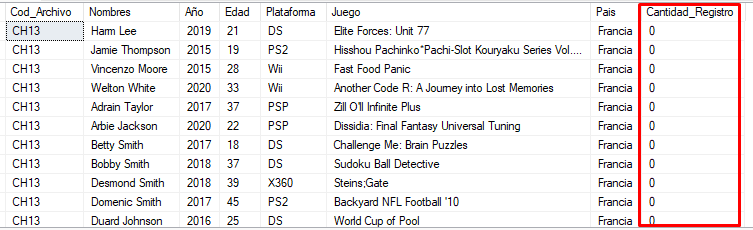 Cod_Archivo Nombres Año Edad Plataforma Juego Pais Cantidad_Registro
CH13 Harm Lee 2019 21 DS Elite Forces: Unit 77 Francia 0
CH13 Jamie Thompson 2015 19 PS2 Hisshou Pachinko*Pachi-Slot Kouryaku Series Vol.... Francia 0
CH13 Vincenzo Moore 2015 28 Wii Fast Food Panic Francia 0
CH13 Welton White 2020 33 Wii Another Code R: A Journey into Lost Memories Francia 0
CH13 Adrain Taylor 2017 37 PSP Zill O'll Infinite Plus Francia 0
CH13 Arbie Jackson 2020 22 PSP Dissidia: Final Fantasy Universal Tuning Francia 0
CH13 Betty Smith 2017 18 DS Challenge Me: Brain Puzzles Francia 0
CH13 Bobby Smith 2018 37 DS Sudoku Ball Detective Francia 0
CH13 Desmond Smith 2018 39 X360 Steins;Gate Francia 0
CH13 Domenic Smith 2017 45 PS2 Backyard NFL Football '10 Francia 0
CH13 Duard Johnson 2016 25 DS World Cup of Pool Francia 0